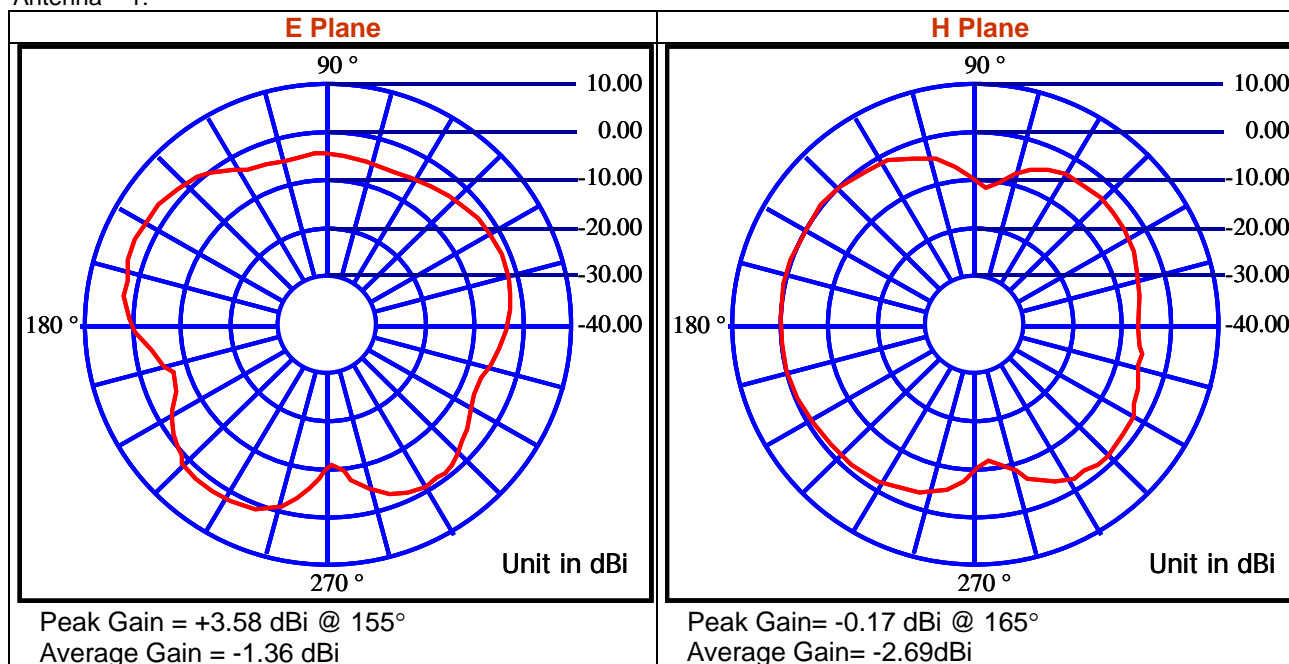 Antenna – 1:
E Plane
H Plane
90 °
10.00
0.00
-10.00
-20.00
-30.00
-40.00
180 °
270 °
Unit in dBi
90 °
10.00
0.00
-10.00
-20.00
-30.00
-40.00
180 °
270 °
Unit in dBi
Peak Gain = +3.58 dBi @ 155°
Average Gain = -1.36 dBi
Peak Gain= -0.17 dBi @ 165°
Average Gain= -2.69dBi